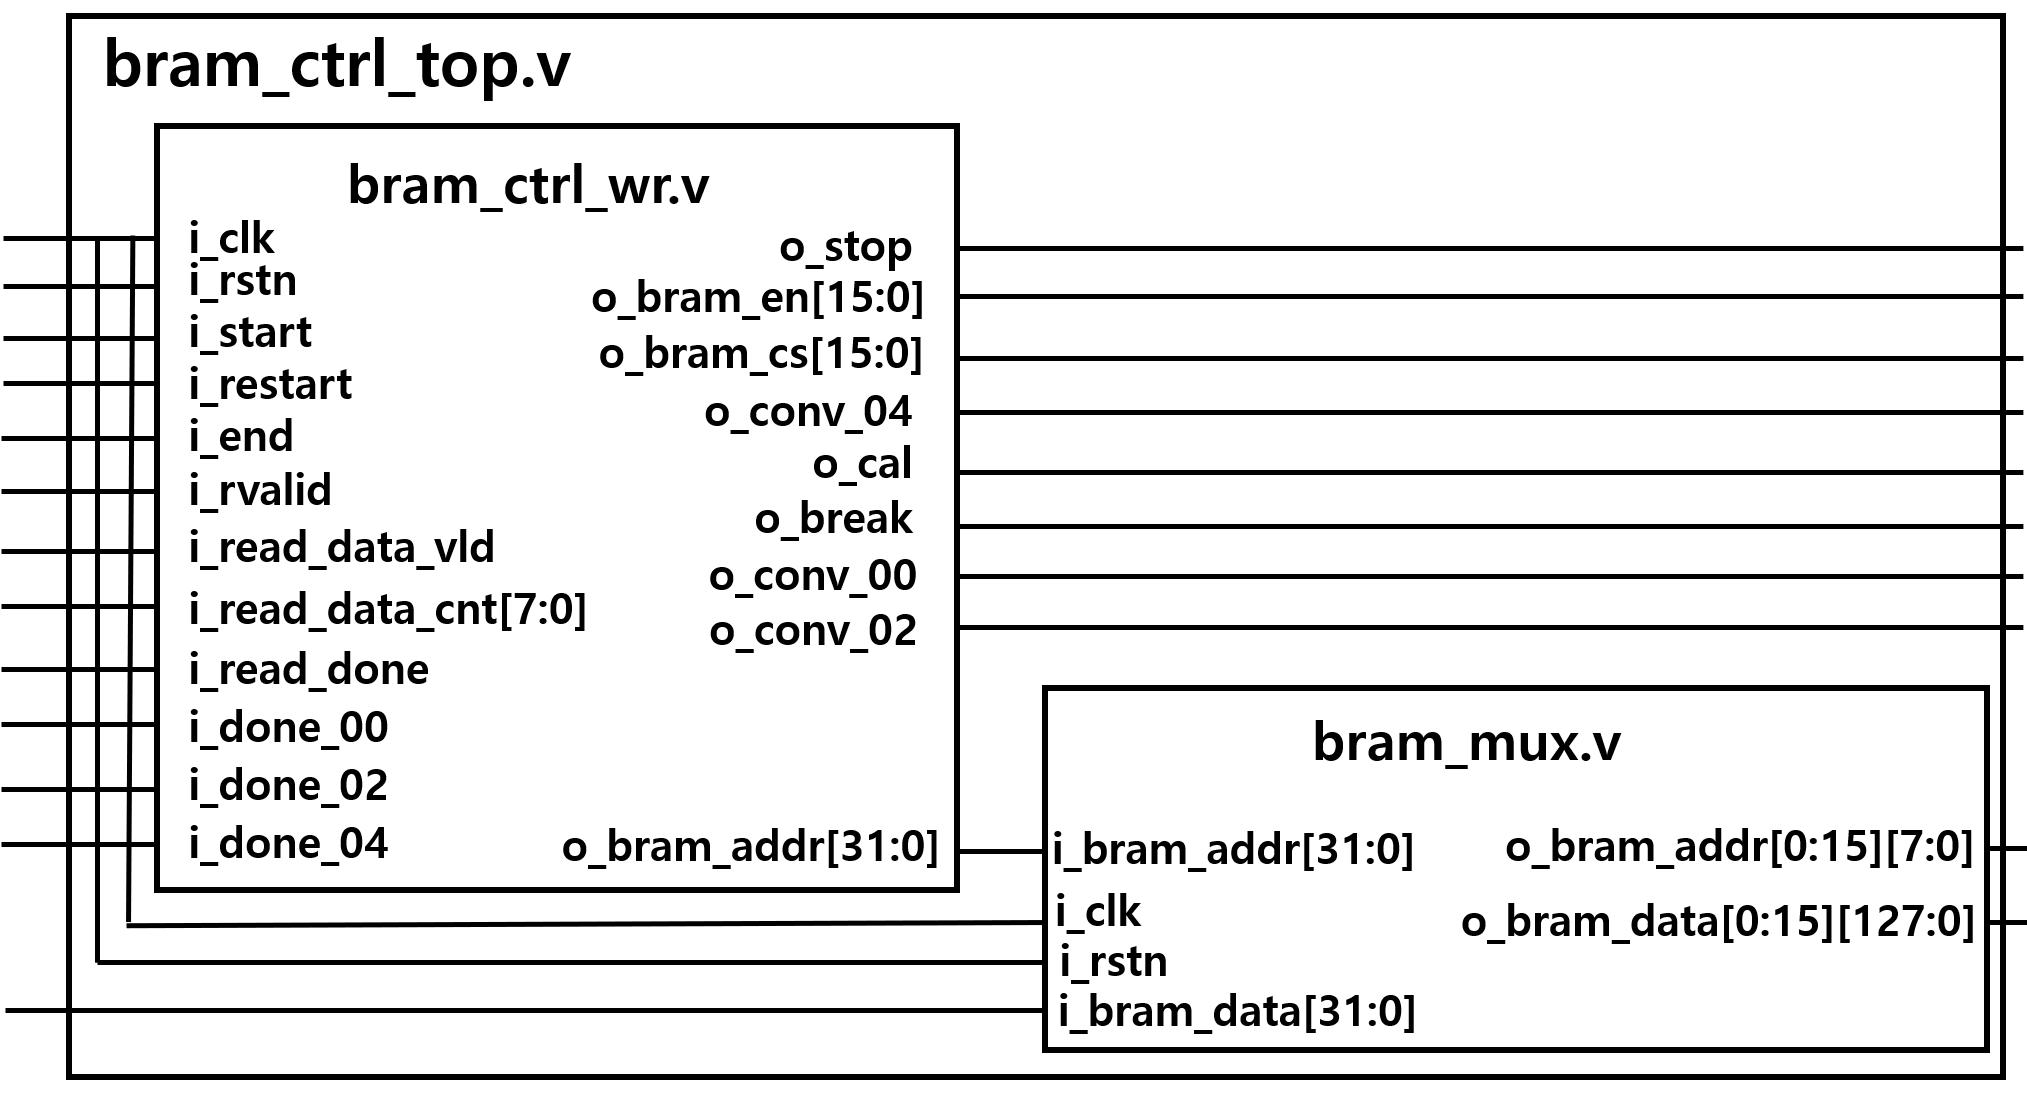 bram_ctrl_top.v
bram_ctrl_wr.v
i_clk
i_rstn
i_start
i_restart
i_end
i_rvalid
i_read_data_vld
i_read_data_cnt[7:0]
i_read_done
i_done_00
i_done_02
i_done_04
o_stop
o_bram_en[15:0]
o_bram_cs[15:0]
o_conv_04
o_cal
o_break
o_conv_00
o_conv_02
o_bram_addr[31:0]
bram_mux.v
i_bram_addr[31:0]
i_clk
i_rstn
i_bram_data[31:0]
o_bram_addr[0:15][7:0]
o_bram_data[0:15][127:0]